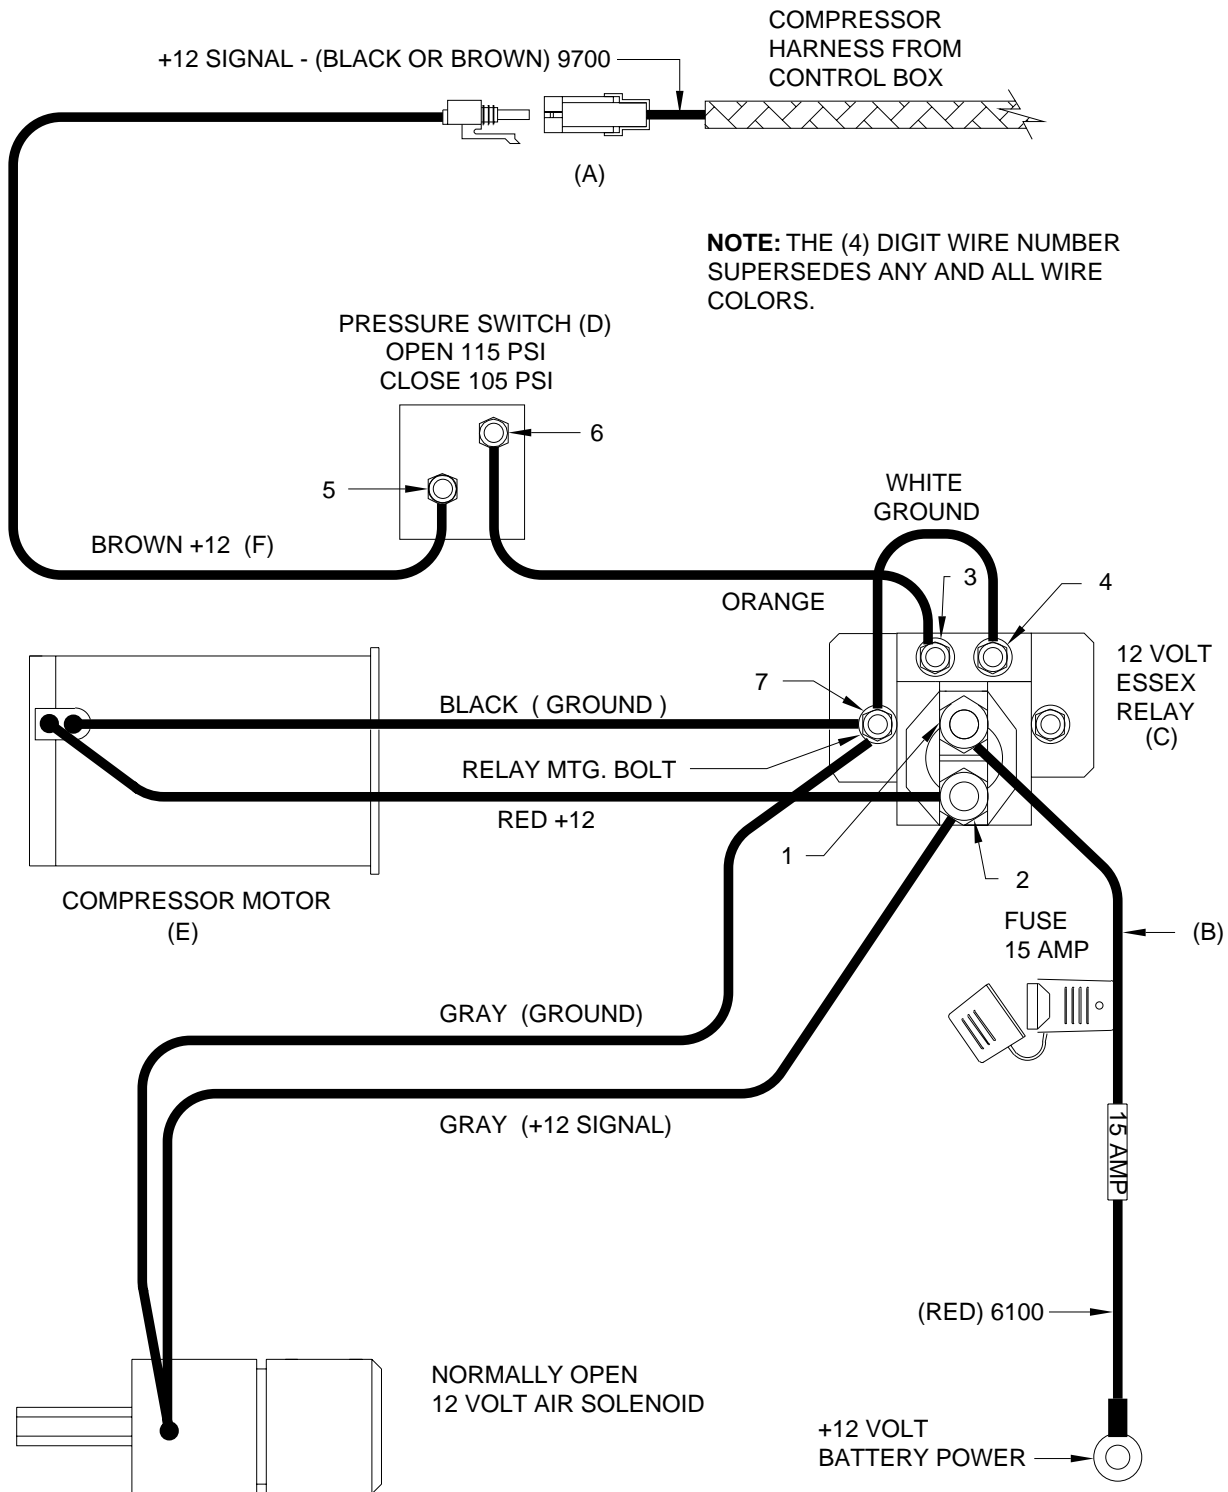 COMPRESSOR
HARNESS FROM
CONTROL BOX
+12 SIGNAL - (BLACK OR BROWN) 9700
(A)
NOTE: THE (4) DIGIT WIRE NUMBER
SUPERSEDES ANY AND ALL WIRE
COLORS.
PRESSURE SWITCH (D)
OPEN 115 PSI
CLOSE 105 PSI
6
5
WHITE
GROUND
BROWN +12 (F)
3
4
ORANGE
12 VOLT
ESSEX
RELAY
(C)
7
BLACK ( GROUND )
RELAY MTG. BOLT
RED +12
1
2
COMPRESSOR MOTOR
(E)
FUSE
15 AMP
(B)
GRAY (GROUND)
GRAY (+12 SIGNAL)
15 AMP
(RED) 6100
NORMALLY OPEN
12 VOLT AIR SOLENOID
+12 VOLT
BATTERY POWER